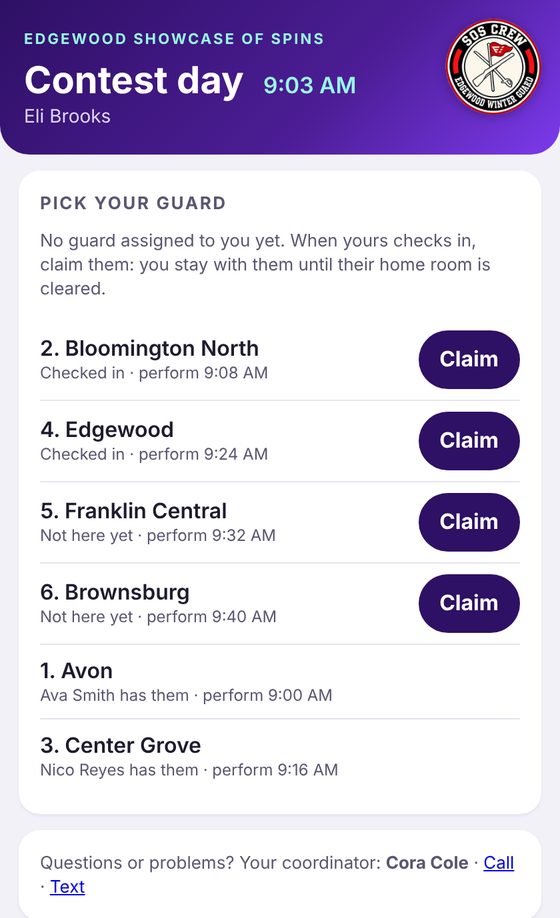 EDGEWOOD SHOWCASE OF SPINS
Contest day 9:03 AM
Eli Brooks
SOS CREW
EDGEWOOD WINTER GUARD
PICK YOUR GUARD
No guard assigned to you yet. When yours checks in,
claim them: you stay with them until their home room is
cleared.
2. Bloomington North
Checked in · perform 9:08 AM
Claim
4. Edgewood
Checked in · perform 9:24 AM
Claim
5. Franklin Central
Not here yet · perform 9:32 AM
Claim
6. Brownsburg
Not here yet · perform 9:40 AM
Claim
1. Avon
Ava Smith has them · perform 9:00 AM
3. Center Grove
Nico Reyes has them · perform 9:16 AM
Questions or problems? Your coordinator: Cora Cole · Call
· Text